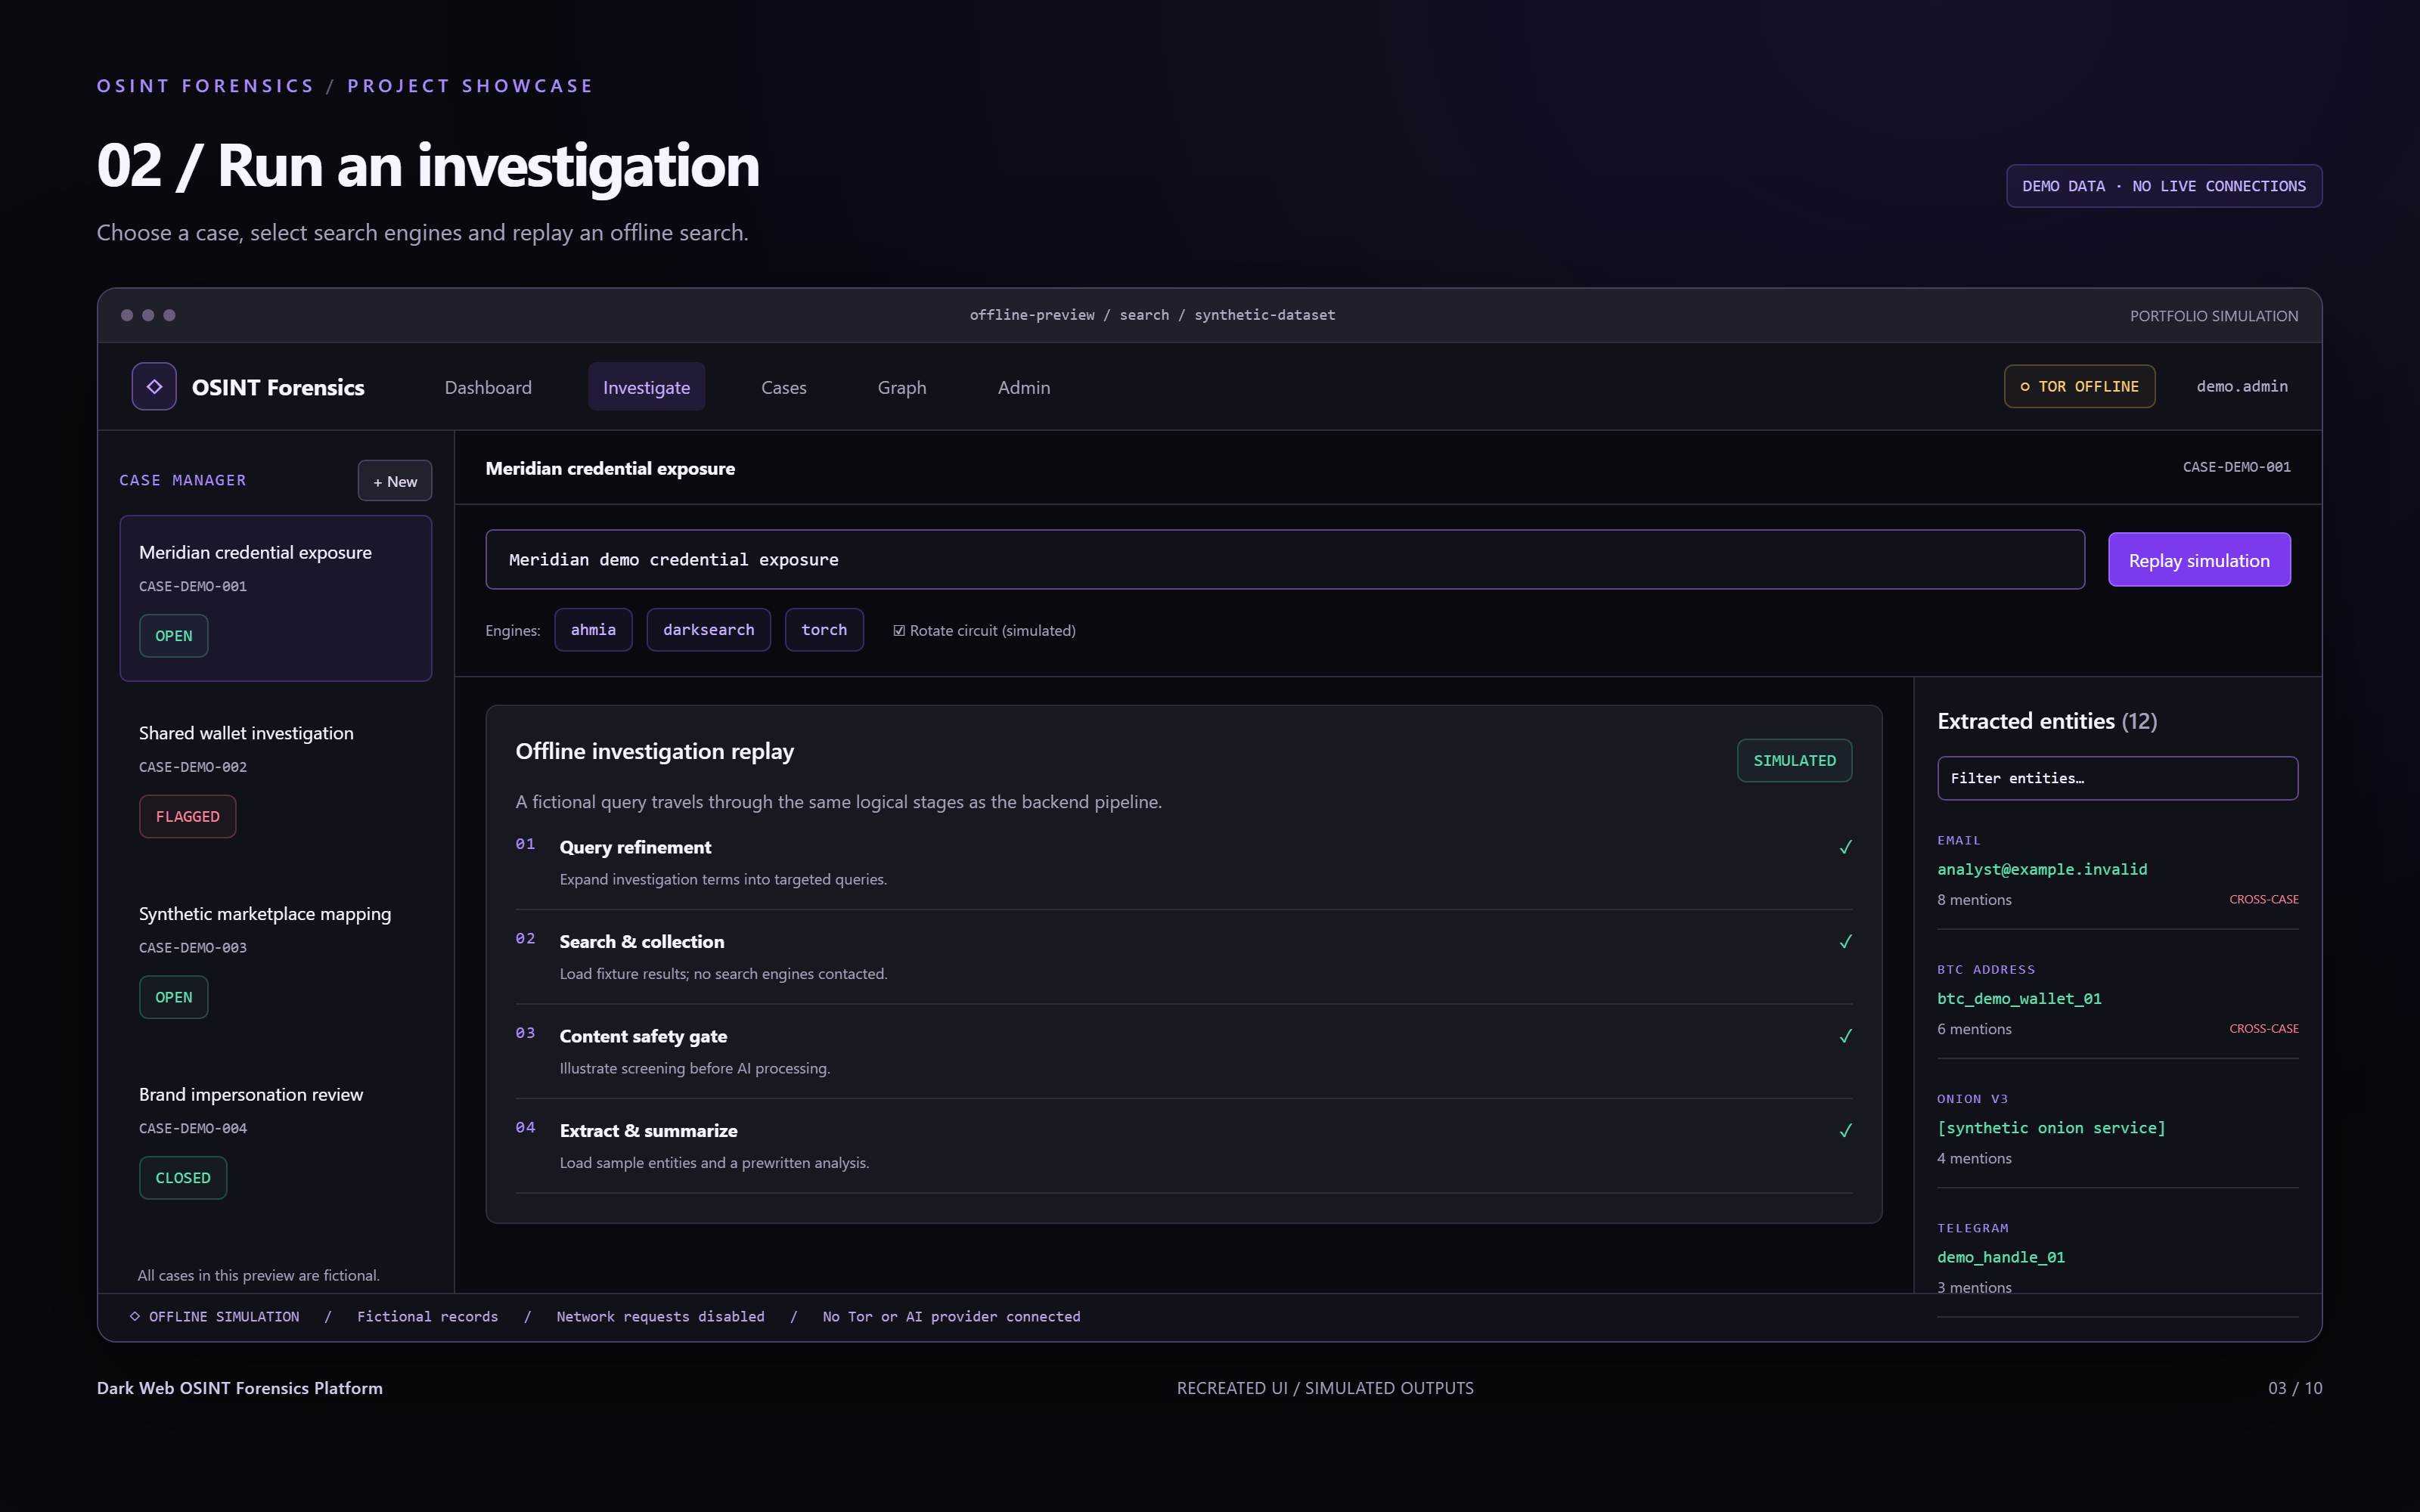 OSINT FORENSICS / PROJECT SHOWCASE
02 / Run an investigation
Choose a case, select search engines and replay an offline search.
DEMO DATA · NO LIVE CONNECTIONS
offline-preview / search / synthetic-dataset
PORTFOLIO SIMULATION
OSINT Forensics
Dashboard
Investigate
Cases
Graph
Admin
TOR OFFLINE
demo.admin
CASE MANAGER
+ New
Meridian credential exposure
CASE-DEMO-001
OPEN
Shared wallet investigation
CASE-DEMO-002
FLAGGED
Synthetic marketplace mapping
CASE-DEMO-003
OPEN
Brand impersonation review
CASE-DEMO-004
CLOSED
All cases in this preview are fictional.
Meridian credential exposure
CASE-DEMO-001
Meridian demo credential exposure
Replay simulation
Engines:
ahmia
darksearch
torch
☑ Rotate circuit (simulated)
Offline investigation replay
SIMULATED
A fictional query travels through the same logical stages as the backend pipeline.
01 Query refinement ✓
Expand investigation terms into targeted queries.
02 Search & collection ✓
Load fixture results; no search engines contacted.
03 Content safety gate ✓
Illustrate screening before AI processing.
04 Extract & summarize ✓
Load sample entities and a prewritten analysis.
Extracted entities (12)
Filter entities…
EMAIL
analyst@example.invalid
8 mentions CROSS-CASE
BTC ADDRESS
btc_demo_wallet_01
6 mentions CROSS-CASE
ONION V3
[synthetic onion service]
4 mentions
TELEGRAM
demo_handle_01
3 mentions
◇ OFFLINE SIMULATION / Fictional records / Network requests disabled / No Tor or AI provider connected
Dark Web OSINT Forensics Platform
RECREATED UI / SIMULATED OUTPUTS
03 / 10